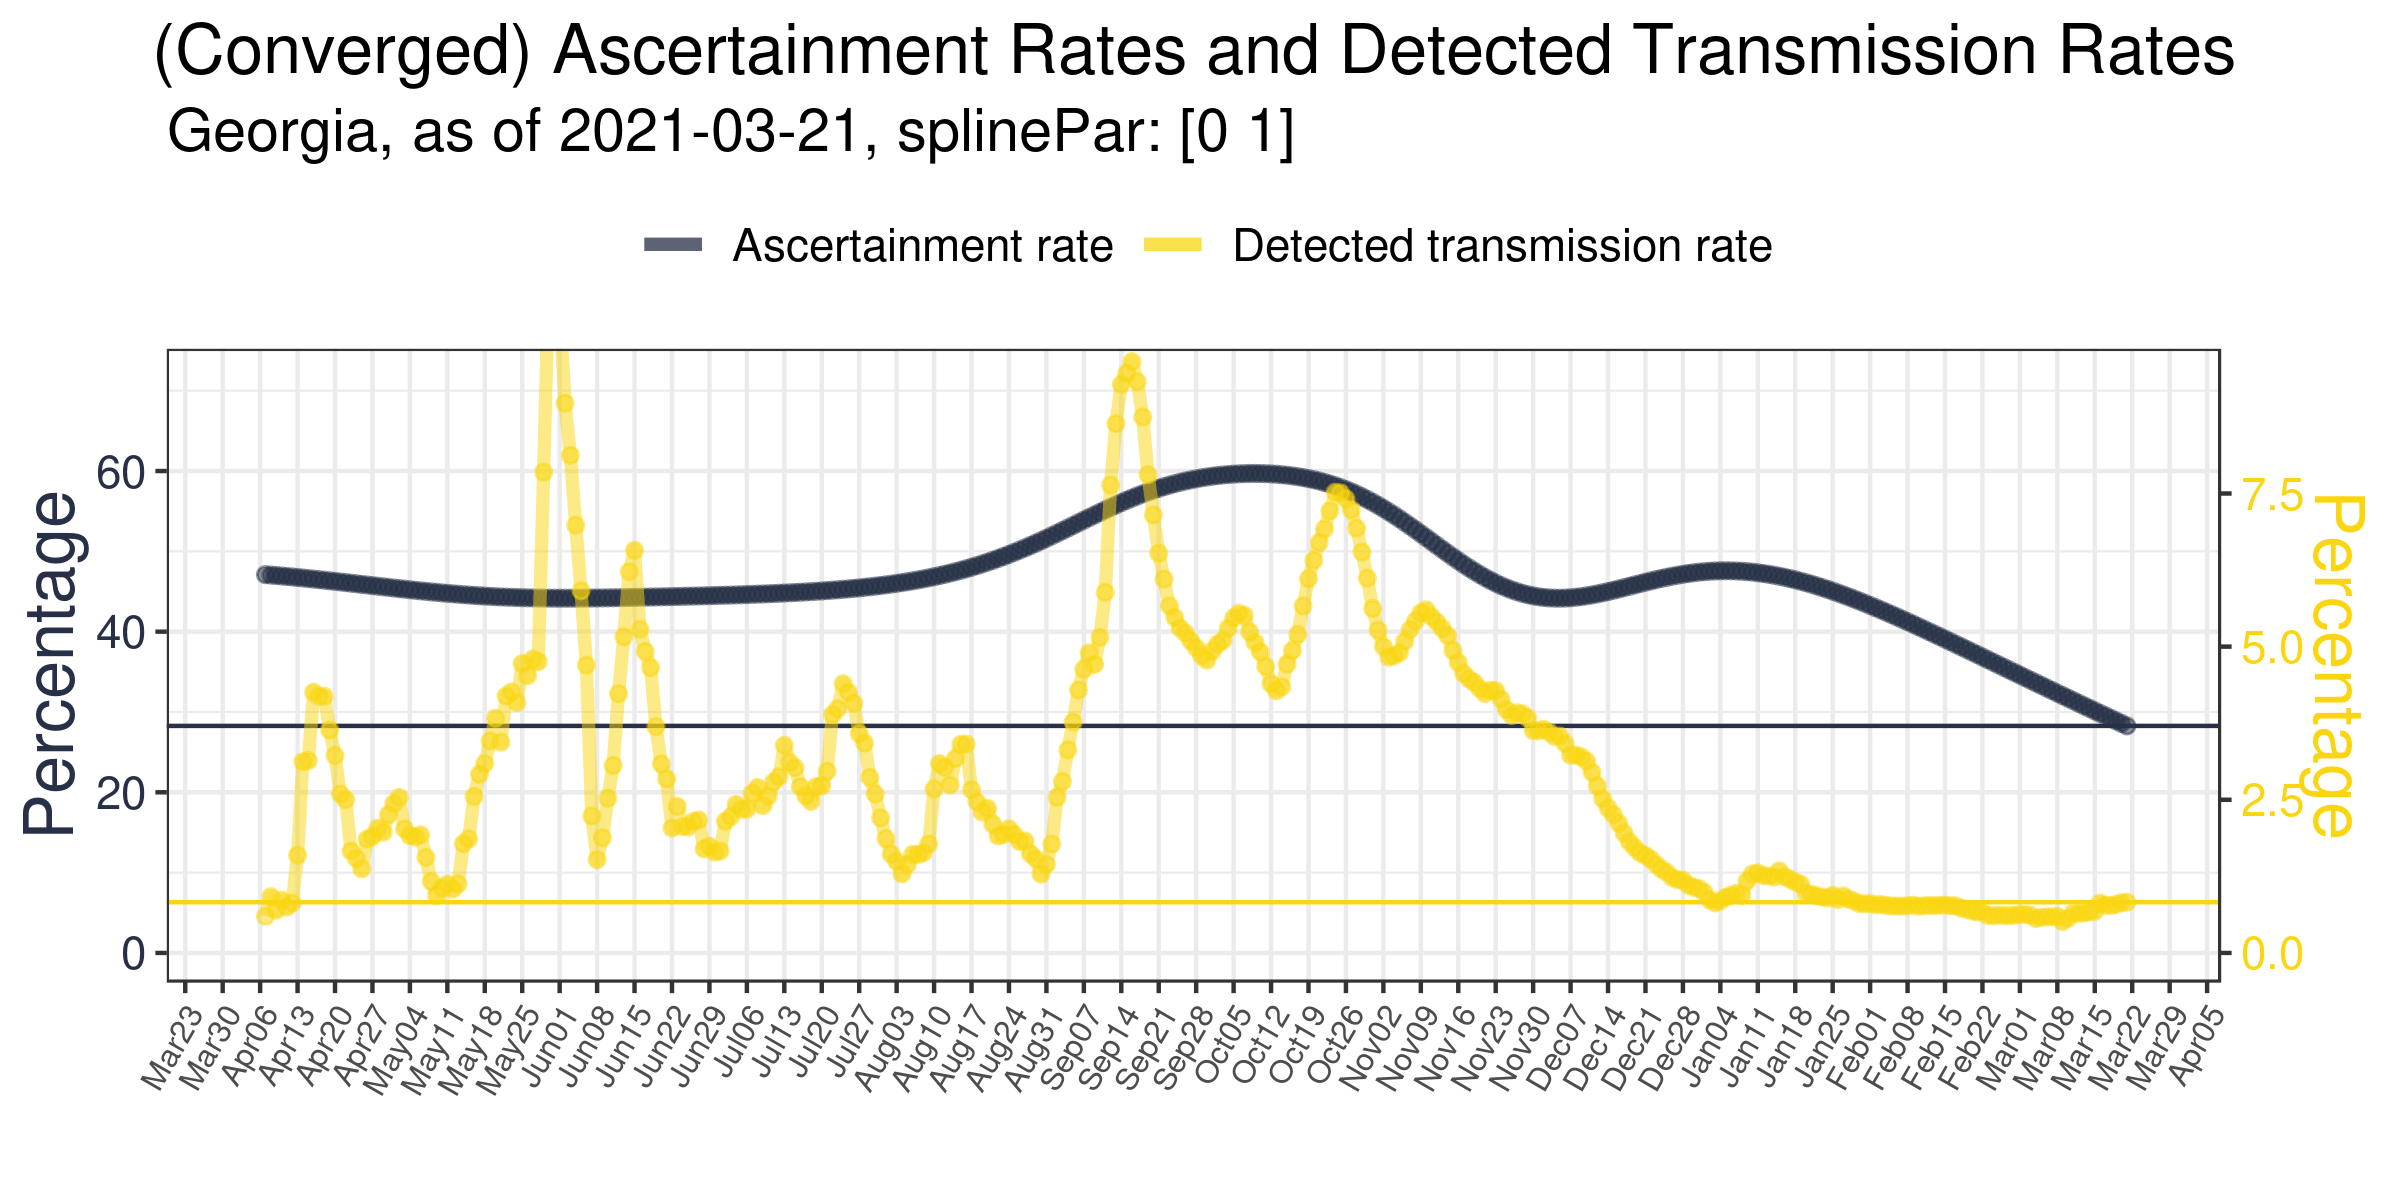 (Converged) Ascertainment Rates and Detected Transmission Rates
Georgia, as of 2021-03-21, splinePar: [0 1]
Ascertainment rate
Detected transmission rate
Percentage
60
40
20
0
7.5
5.0
2.5
0.0
Percentage
Mar23
Mar30
Apr06
Apr13
Apr20
Apr27
May04
May11
May18
May25
Jun01
Jun08
Jun15
Jun22
Jun29
Jul06
Jul13
Jul20
Jul27
Aug03
Aug10
Aug17
Aug24
Aug31
Sep07
Sep14
Sep21
Sep28
Oct05
Oct12
Oct19
Oct26
Nov02
Nov09
Nov16
Nov23
Nov30
Dec07
Dec14
Dec21
Dec28
Dec04
Jan11
Jan18
Jan25
Feb01
Feb08
Feb15
Feb22
Mar01
Mar08
Mar15
Mar22
Mar29
Apr05